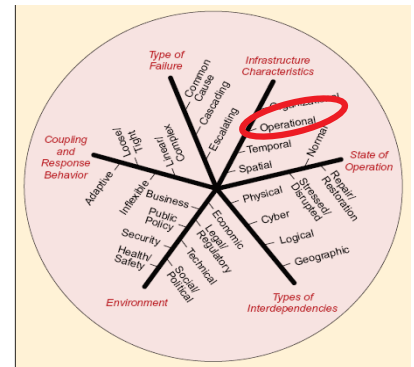 Type of
Failure
Common
Cause
Cascading
Escalating
Infrastructure
Characteristics
Organizational
Operational
Temporal
Spatial
State of
Operation
Normal
Stressed/
Disrupted
Repair/
Restoration
Types of
Interdependencies
Physical
Cyber
Logical
Geographic
Environment
Economic
Legal/
Regulatory
Technical
Social/
Political
Business
Public
Policy
Security
Health/
Safety
Coupling
and
Response
Behavior
Adaptive
Inflexible
Loose/
Tight
Linear/
Complex